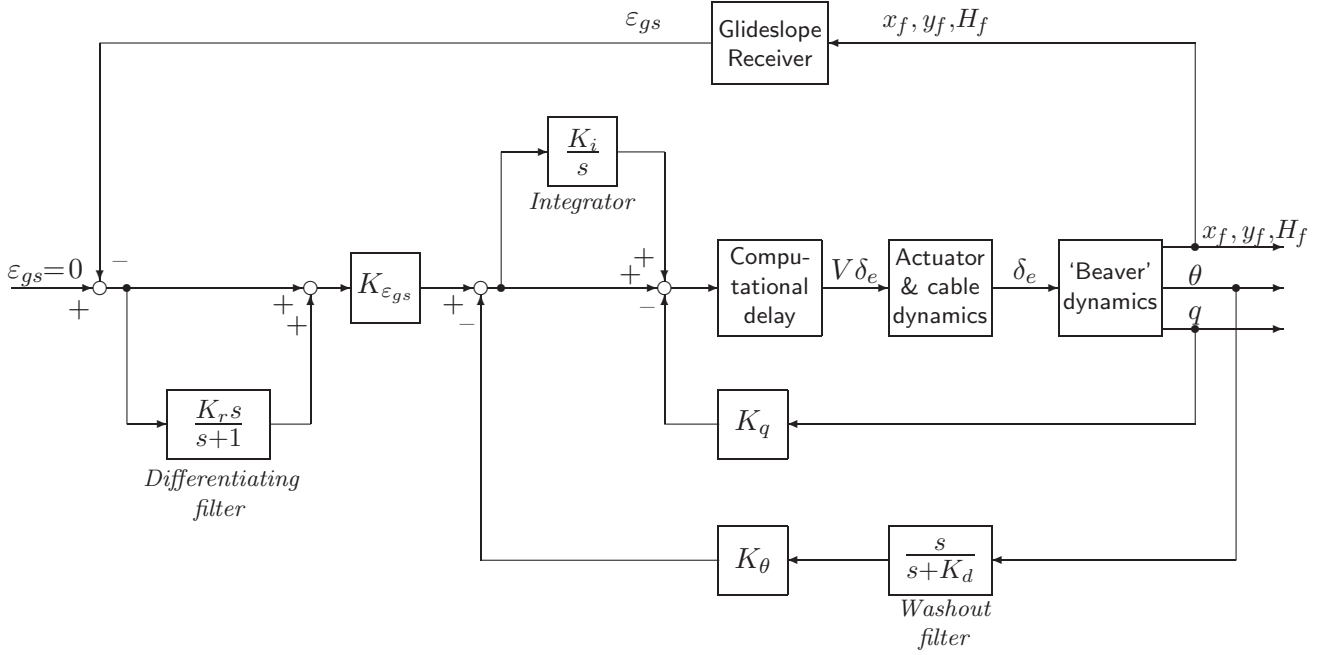 ε_gs
Glideslope
Receiver
x_f, y_f,H_f
K_i
s
Integrator
ε_gs=0
−
+
+
+
K_ε_gs
+
−
+
+
−
Compu-
tational
delay
Vδ_e
Actuator
& cable
dynamics
δ_e
'Beaver'
dynamics
x_f, y_f,H_f
θ
q
K_r s
s+1
Differentiating
filter
K_q
K_θ
s
s+K_d
Washout
filter